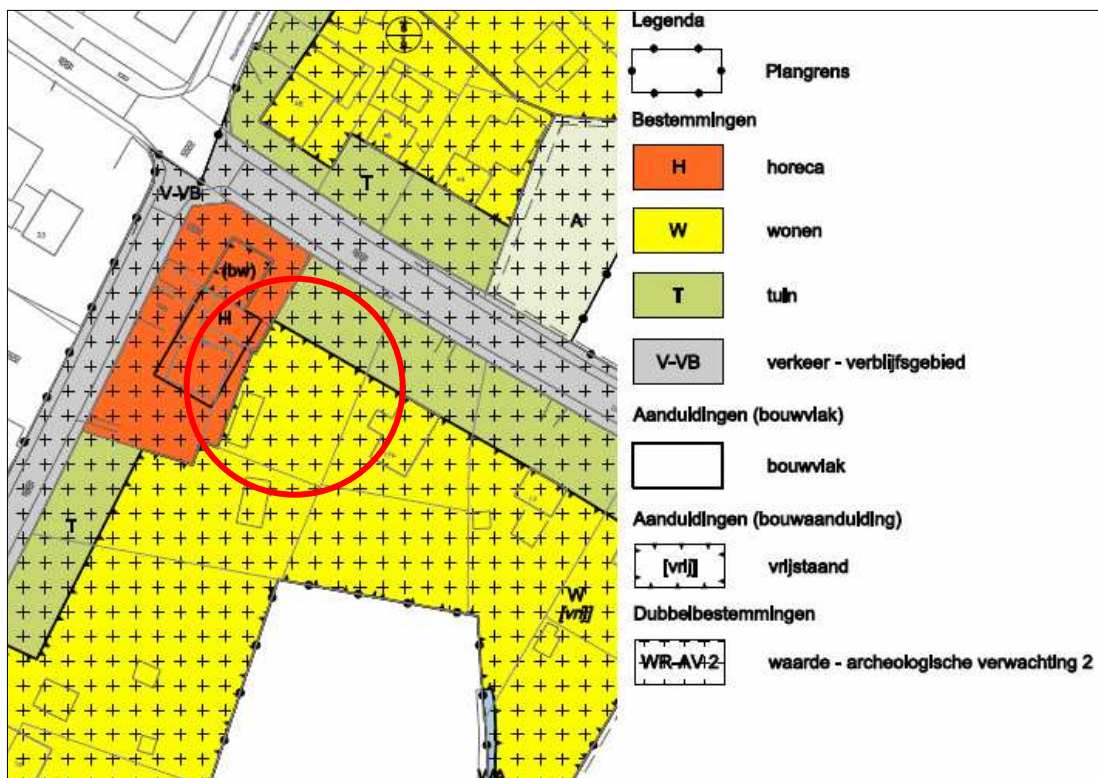 Legenda
Plangrens
Bestemmingen
H horeca
W wonen
T tuin
V-VB verkeer - verblijfsgebied
Aanduidingen (bouwvlak)
bouwvlak
Aanduidingen (bouwaanduiding)
[vrij] vrijstaand
Dubbelbestemmingen
WR-AV 2 waarde - archeologische verwachting 2
T
A
V-VB
(bw)
H
T
W
[vrij]